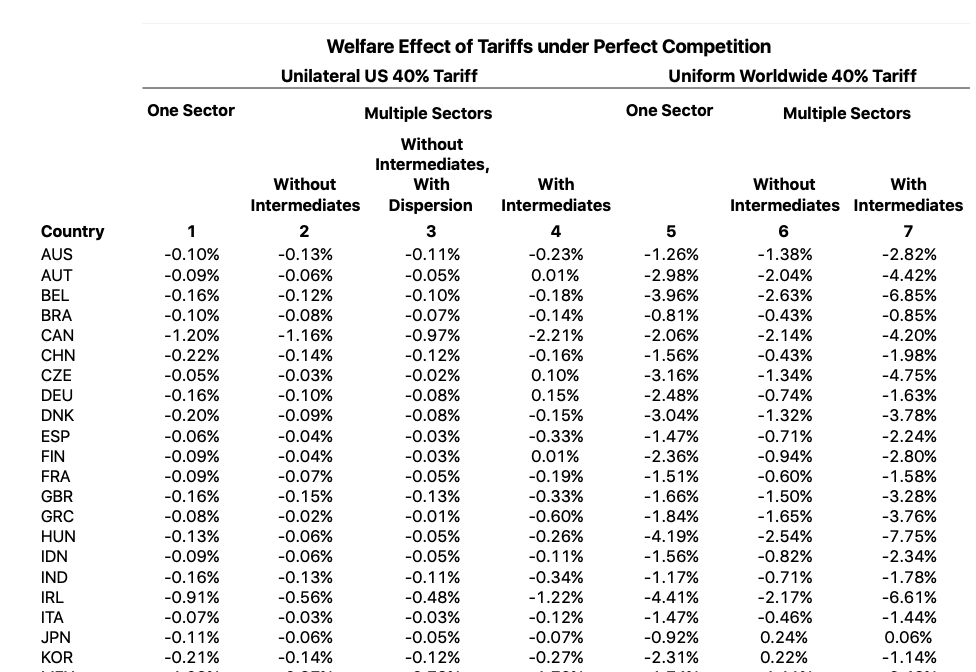 Welfare Effect of Tariffs under Perfect Competition
Unilateral US 40% Tariff Uniform Worldwide 40% Tariff
One Sector Multiple Sectors One Sector Multiple Sectors
Without
Intermediates,
Without With With Without With
Intermediates Dispersion Intermediates Intermediates Intermediates
Country 1 2 3 4 5 6 7
AUS -0.10% -0.13% -0.11% -0.23% -1.26% -1.38% -2.82%
AUT -0.09% -0.06% -0.05% 0.01% -2.98% -2.04% -4.42%
BEL -0.16% -0.12% -0.10% -0.18% -3.96% -2.63% -6.85%
BRA -0.10% -0.08% -0.07% -0.14% -0.81% -0.43% -0.85%
CAN -1.20% -1.16% -0.97% -2.21% -2.06% -2.14% -4.20%
CHN -0.22% -0.14% -0.12% -0.16% -1.56% -0.43% -1.98%
CZE -0.05% -0.03% -0.02% 0.10% -3.16% -1.34% -4.75%
DEU -0.16% -0.10% -0.08% 0.15% -2.48% -0.74% -1.63%
DNK -0.20% -0.09% -0.08% -0.15% -3.04% -1.32% -3.78%
ESP -0.06% -0.04% -0.03% -0.33% -1.47% -0.71% -2.24%
FIN -0.09% -0.04% -0.03% 0.01% -2.36% -0.94% -2.80%
FRA -0.09% -0.07% -0.05% -0.19% -1.51% -0.60% -1.58%
GBR -0.16% -0.15% -0.13% -0.33% -1.66% -1.50% -3.28%
GRC -0.08% -0.02% -0.01% -0.60% -1.84% -1.65% -3.76%
HUN -0.13% -0.06% -0.05% -0.26% -4.19% -2.54% -7.75%
IDN -0.09% -0.06% -0.05% -0.11% -1.56% -0.82% -2.34%
IND -0.16% -0.13% -0.11% -0.34% -1.17% -0.71% -1.78%
IRL -0.91% -0.56% -0.48% -1.22% -4.41% -2.17% -6.61%
ITA -0.07% -0.03% -0.03% -0.12% -1.47% -0.46% -1.44%
JPN -0.11% -0.06% -0.05% -0.07% -0.92% 0.24% 0.06%
KOR -0.21% -0.14% -0.12% -0.27% -2.31% 0.22% -1.14%